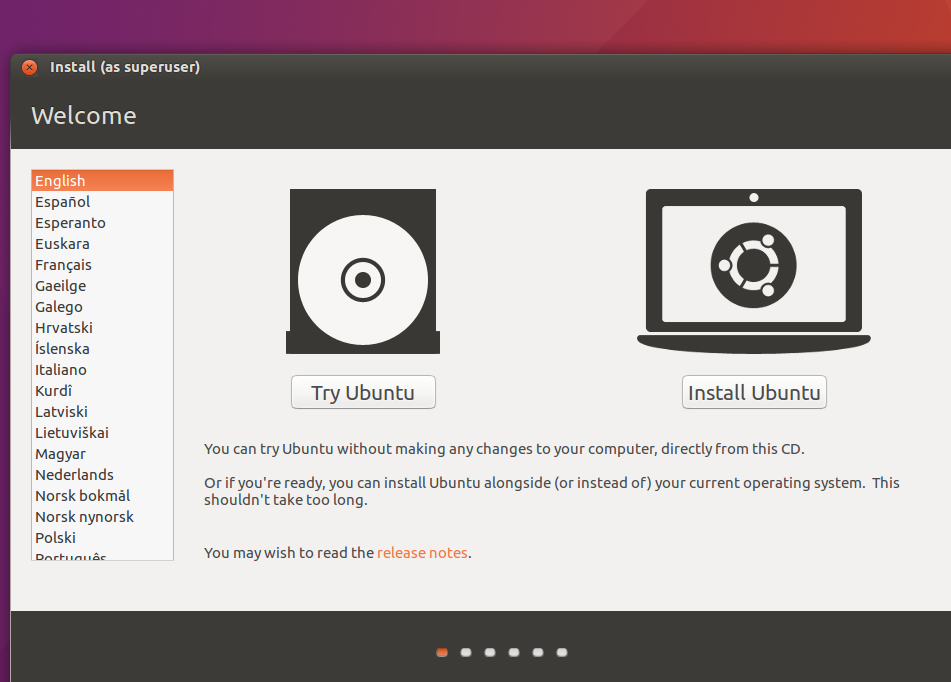 Install (as superuser)
Welcome
English
Español
Esperanto
Euskara
Français
Gaeilge
Galego
Hrvatski
Íslenska
Italiano
Kurdî
Latviski
Lietuviškai
Magyar
Nederlands
Norsk bokmål
Norsk nynorsk
Polski
Português
Try Ubuntu
Install Ubuntu
You can try Ubuntu without making any changes to your computer, directly from this CD.
Or if you're ready, you can install Ubuntu alongside (or instead of) your current operating system.  This
shouldn't take too long.
You may wish to read the release notes.